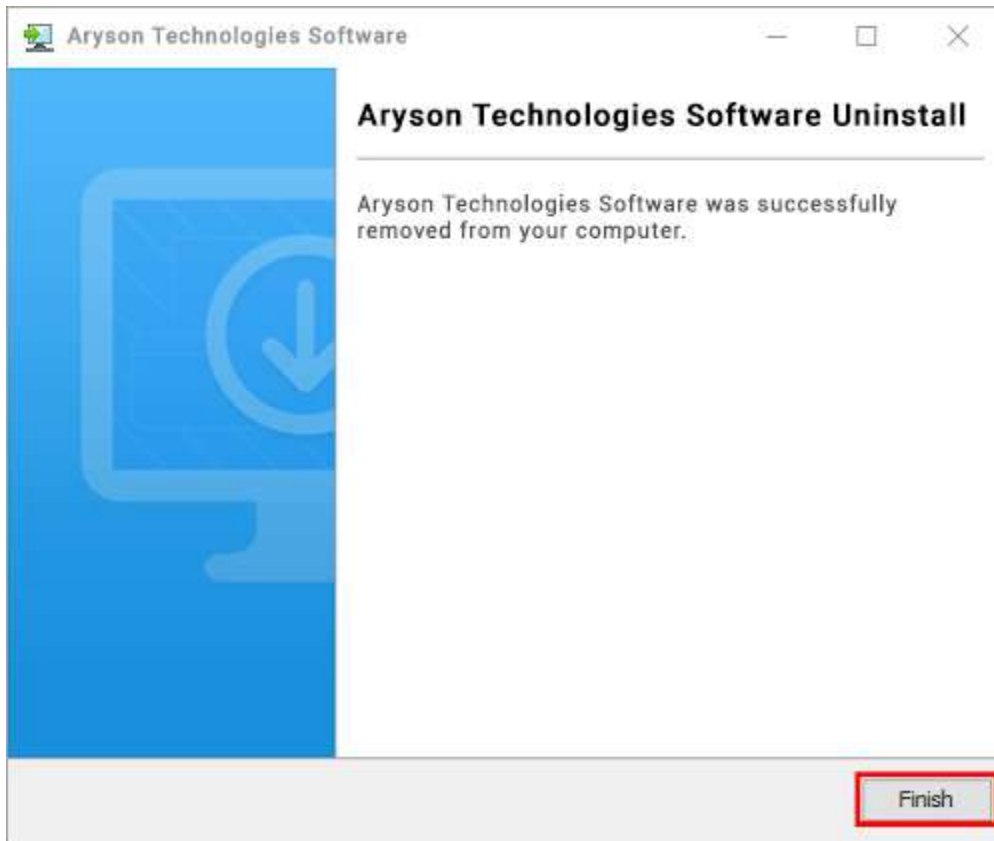 Aryson Technologies Software
Aryson Technologies Software Uninstall
Aryson Technologies Software was successfully
removed from your computer.
Finish